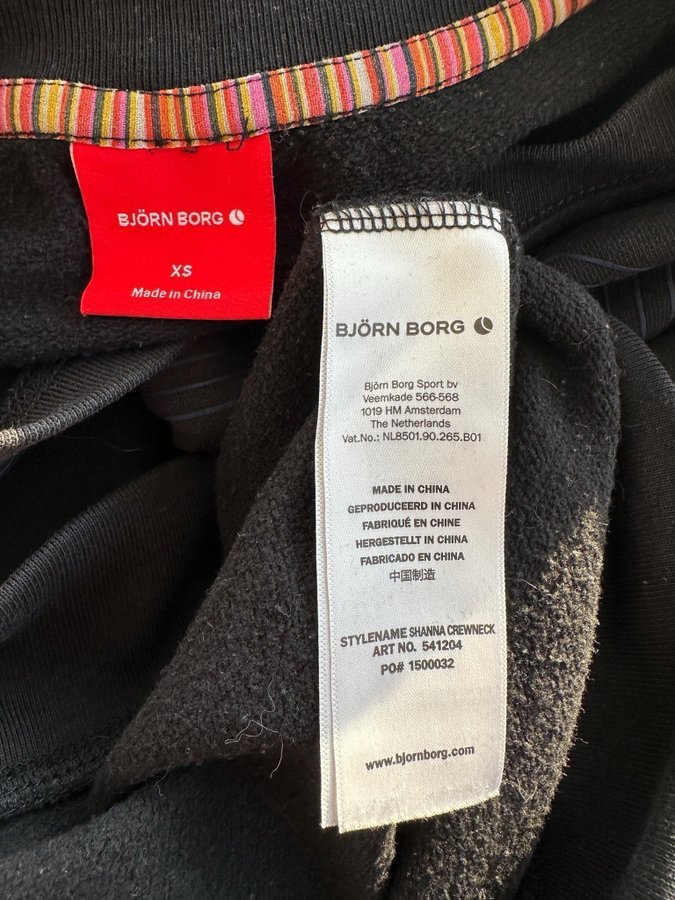 BJÖRN BORG
XS
Made in China
BJÖRN BORG
Björn Borg Sport bv
Veemkade 566-568
1019 HM Amsterdam
The Netherlands
Vat.No.: NL8501.90.265.B01
MADE IN CHINA
GEPRODUCEERD IN CHINA
FABRIQUÉ EN CHINE
HERGESTELLT IN CHINA
FABRICADO EN CHINA
中国制造
STYLENAME SHANNA CREWNECK
ART NO. 541204
PO# 1500032
www.bjornborg.com